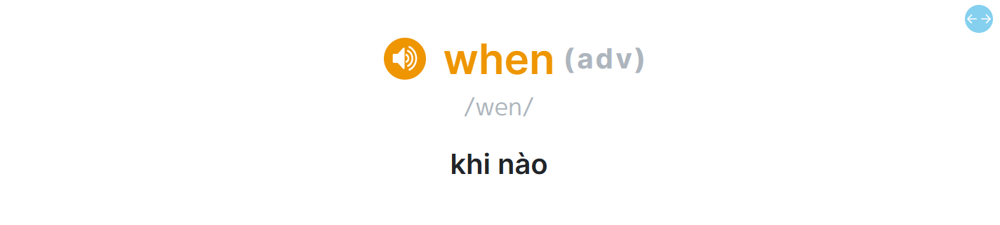 when (adv)
/wen/
khi nào